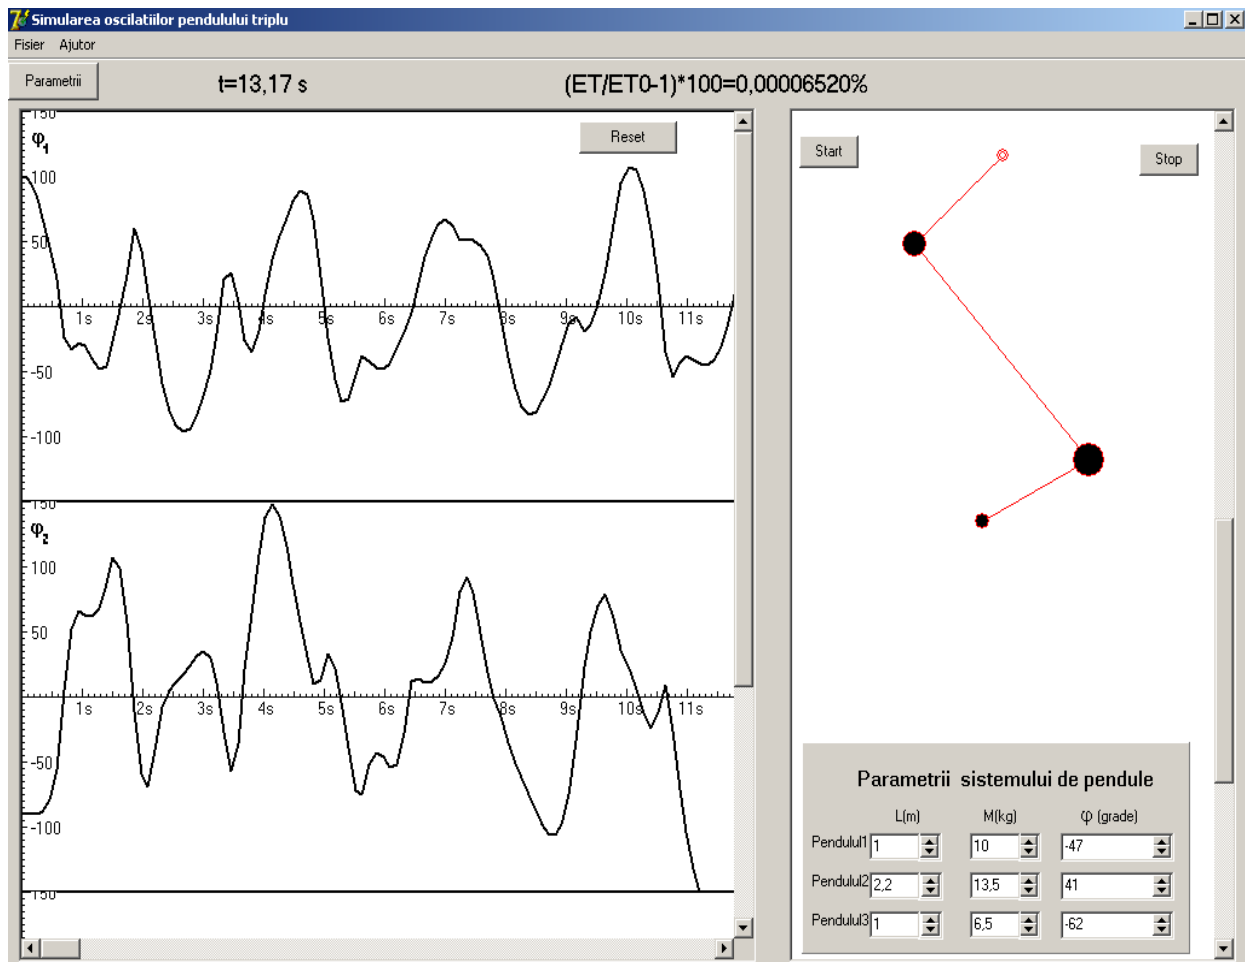 Simularea oscilatiilor pendulului triplu
Fisier Ajutor
Parametrii t=13,17 s (ET/ET0-1)*100=0,00006520%
150
φ1
Reset
100
50
1s 2s 3s 4s 5s 6s 7s 8s 9s 10s 11s
-50
-100
150
φ2
100
50
1s 2s 3s 4s 5s 6s 7s 8s 9s 10s 11s
-50
-100
150
Start
Stop
Parametrii sistemului de pendule
L(m) M(kg) φ (grade)
Pendulul1 1 10 -47
Pendulul2 2,2 13,5 41
Pendulul3 1 6,5 -62